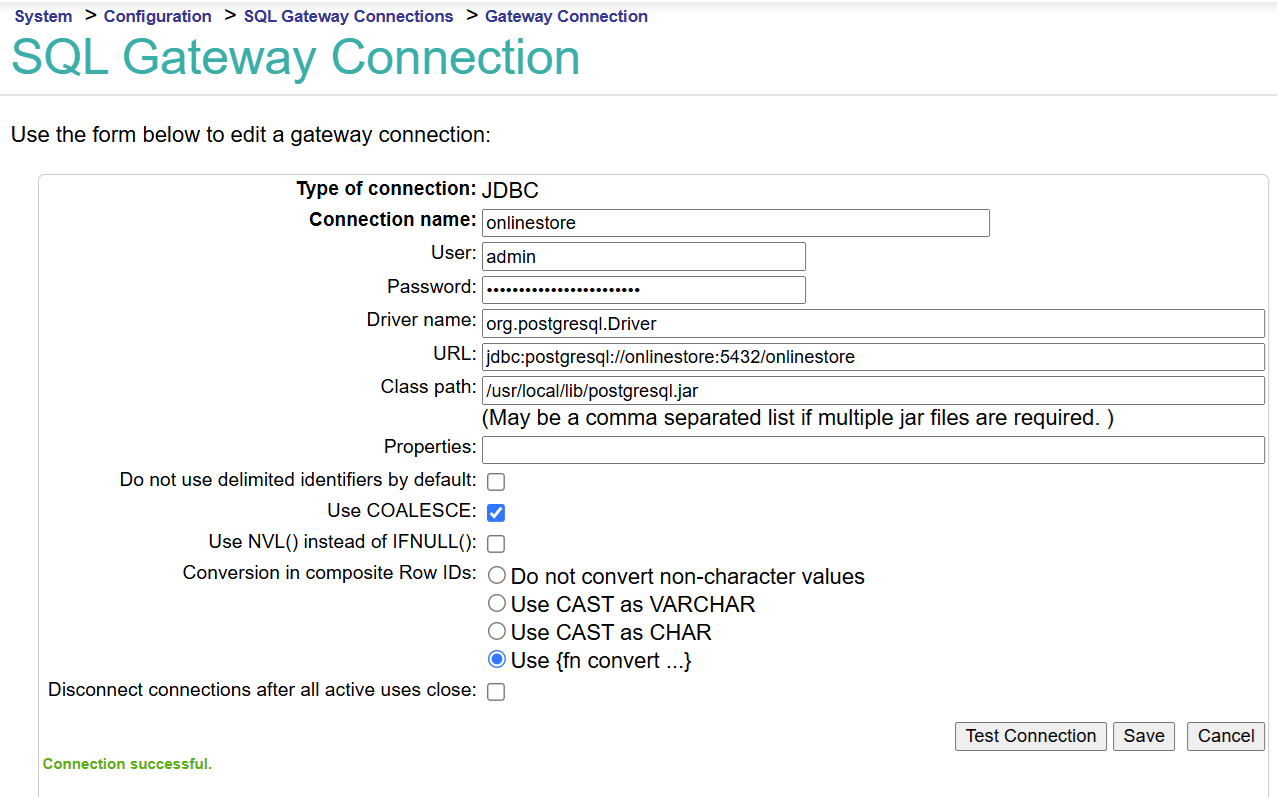 System > Configuration > SQL Gateway Connections > Gateway Connection
SQL Gateway Connection
Use the form below to edit a gateway connection:
Type of connection: JDBC
Connection name: onlinestore
User: admin
Password: ••••••••••••••••••••••••
Driver name: org.postgresql.Driver
URL: jdbc:postgresql://onlinestore:5432/onlinestore
Class path: /usr/local/lib/postgresql.jar
(May be a comma separated list if multiple jar files are required. )
Properties:
Do not use delimited identifiers by default:
Use COALESCE:
Use NVL() instead of IFNULL():
Conversion in composite Row IDs: Do not convert non-character values
Use CAST as VARCHAR
Use CAST as CHAR
Use {fn convert ...}
Disconnect connections after all active uses close:
Test Connection Save Cancel
Connection successful.